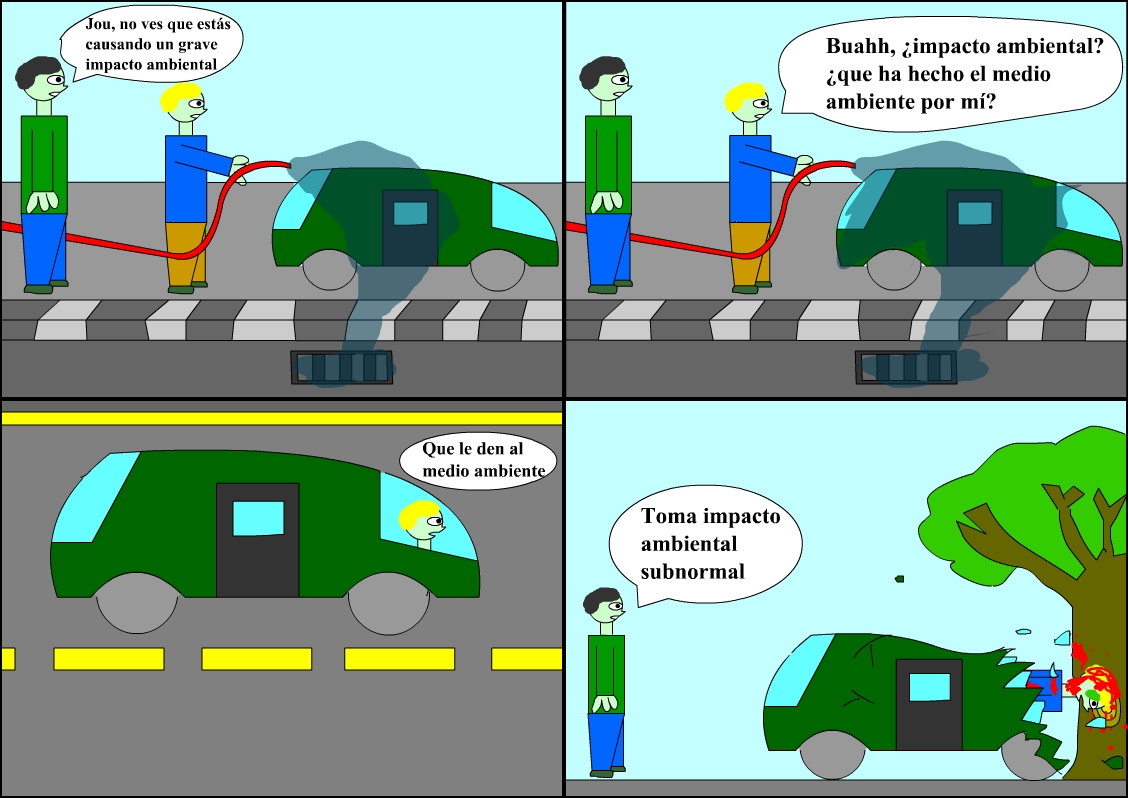 Jou, no ves que estás
causando un grave
impacto ambiental
Buahh, ¿impacto ambiental?
¿que ha hecho el medio
ambiente por mí?
Que le den al
medio ambiente
Toma impacto
ambiental
subnormal